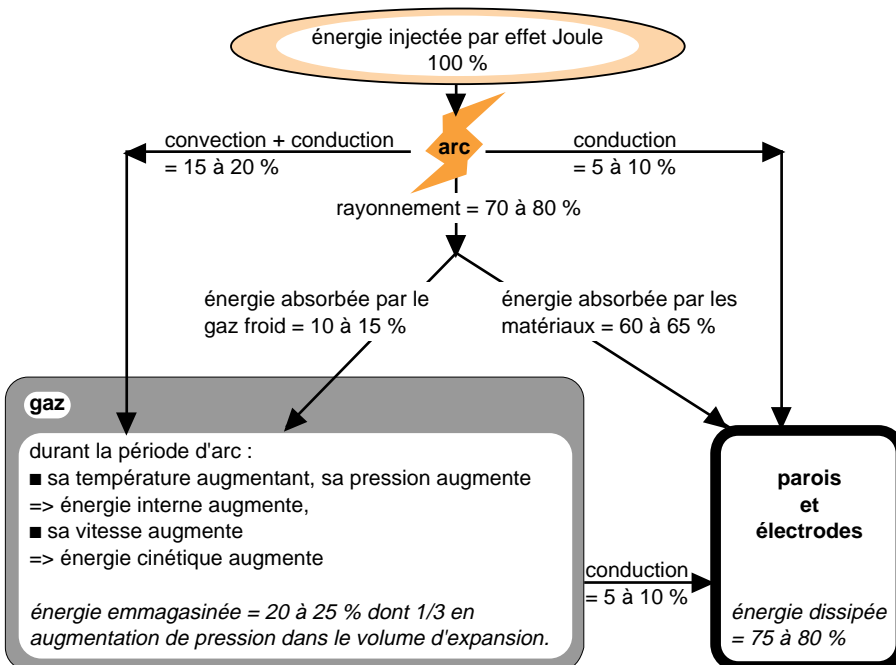 énergie injectée par effet Joule
100 %
arc
convection + conduction
= 15 à 20 %
conduction
= 5 à 10 %
rayonnement = 70 à 80 %
énergie absorbée par le
gaz froid = 10 à 15 %
énergie absorbée par les
matériaux = 60 à 65 %
gaz
durant la période d'arc :
■ sa température augmentant, sa pression augmente
=> énergie interne augmente,
■ sa vitesse augmente
=> énergie cinétique augmente
énergie emmagasinée = 20 à 25 % dont 1/3 en
augmentation de pression dans le volume d'expansion.
conduction
= 5 à 10 %
parois
et
électrodes
énergie dissipée
= 75 à 80 %